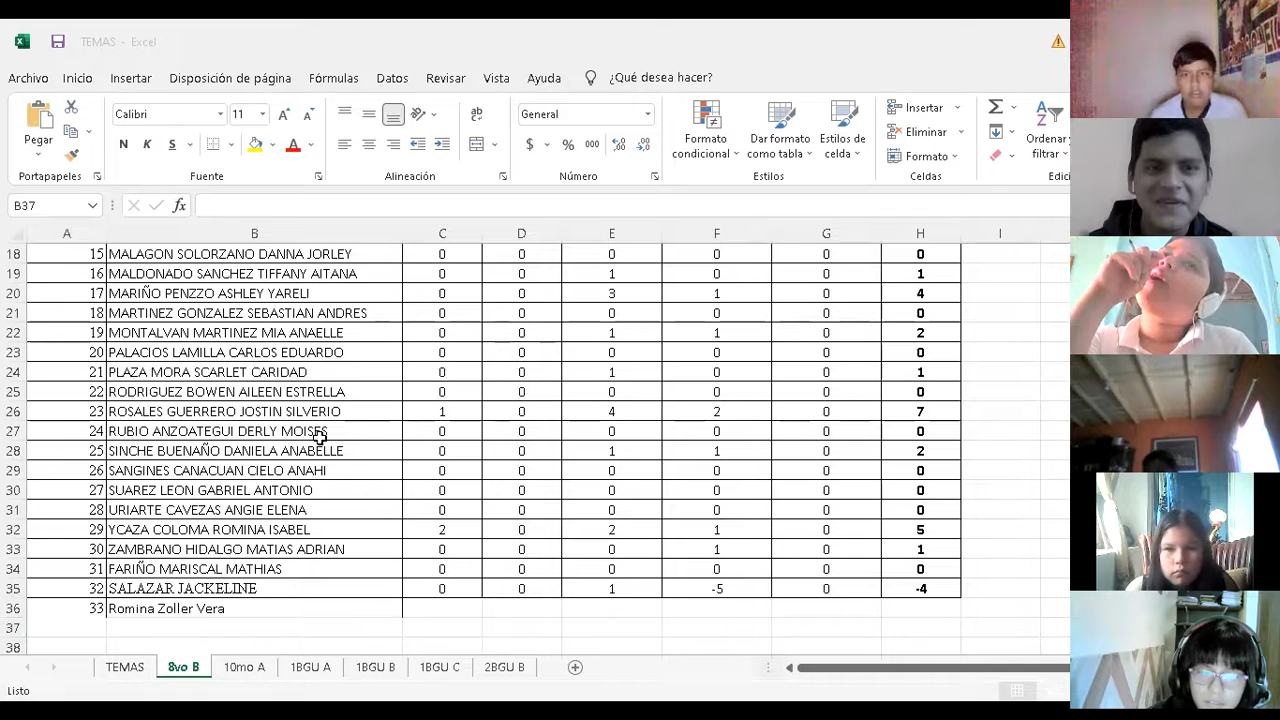 TEMAS - Excel
Archivo Inicio Insertar Disposición de página Fórmulas Datos Revisar Vista Ayuda ¿Qué desea hacer?
Pegar
Calibri 11
N K S
General
$ % 000
Formato condicional
Dar formato como tabla
Estilos de celda
Insertar
Eliminar
Formato
Ordenar filtrar
Portapapeles Fuente Alineación Número Estilos Celdas Edici
B37 fx
A B C D E F G H I
18 15 MALAGON SOLORZANO DANNA JORLEY 0 0 0 0 0 0
19 16 MALDONADO SANCHEZ TIFFANY AITANA 0 0 1 0 0 1
20 17 MARIÑO PENZZO ASHLEY YARELI 0 0 3 1 0 4
21 18 MARTINEZ GONZALEZ SEBASTIAN ANDRES 0 0 0 0 0 0
22 19 MONTALVAN MARTINEZ MIA ANAELLE 0 0 1 1 0 2
23 20 PALACIOS LAMILLA CARLOS EDUARDO 0 0 0 0 0 0
24 21 PLAZA MORA SCARLET CARIDAD 0 0 1 0 0 1
25 22 RODRIGUEZ BOWEN AILEEN ESTRELLA 0 0 0 0 0 0
26 23 ROSALES GUERRERO JOSTIN SILVERIO 1 0 4 2 0 7
27 24 RUBIO ANZOATEGUI DERLY MOISES 0 0 0 0 0 0
28 25 SINCHE BUENAÑO DANIELA ANABELLE 0 0 1 1 0 2
29 26 SANGINES CANACUAN CIELO ANAHI 0 0 0 0 0 0
30 27 SUAREZ LEON GABRIEL ANTONIO 0 0 0 0 0 0
31 28 URIARTE CAVEZAS ANGIE ELENA 0 0 0 0 0 0
32 29 YCAZA COLOMA ROMINA ISABEL 2 0 2 1 0 5
33 30 ZAMBRANO HIDALGO MATIAS ADRIAN 0 0 0 1 0 1
34 31 FARIÑO MARISCAL MATHIAS 0 0 0 0 0 0
35 32 SALAZAR JACKELINE 0 0 1 -5 0 -4
36 33 Romina Zoller Vera
37
38
TEMAS 8vo B 10mo A 1BGU A 1BGU B 1BGU C 2BGU B
Listo